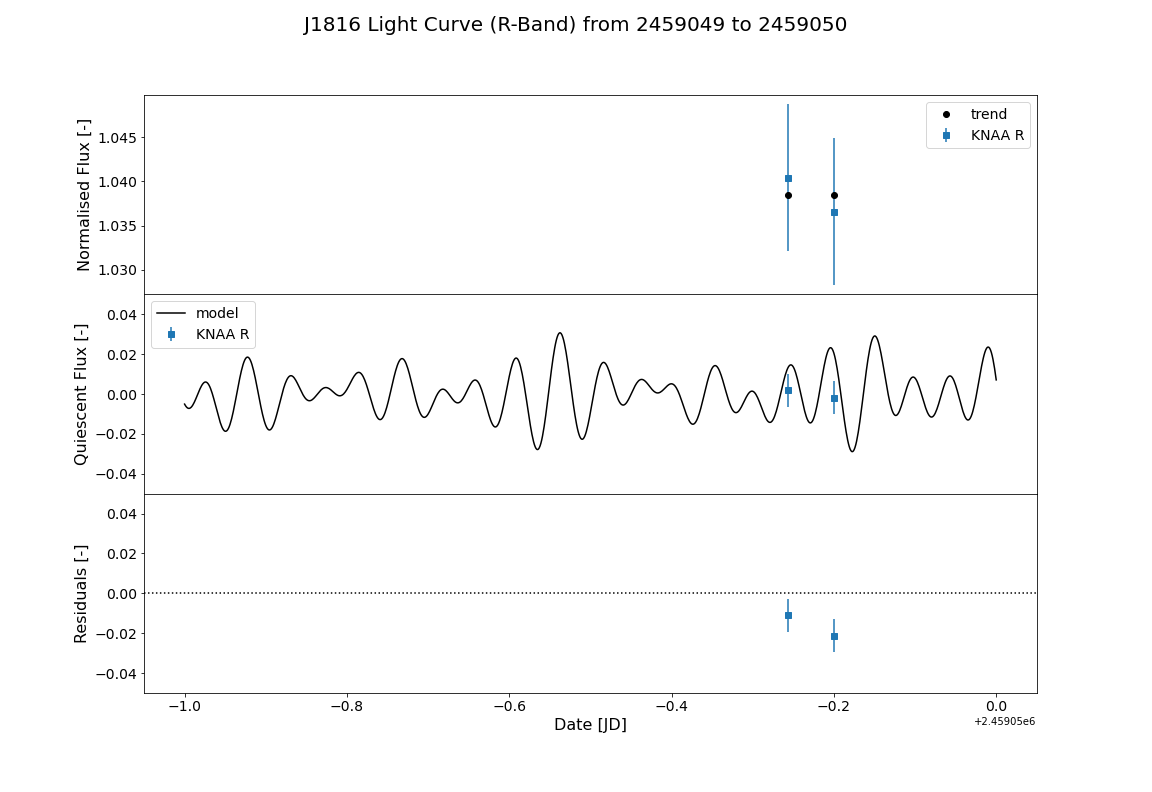 J1816 Light Curve (R-Band) from 2459049 to 2459050
Normalised Flux [-]
1.045
1.040
1.035
1.030
trend
KNAA R
Quiescent Flux [-]
0.04
0.02
0.00
−0.02
−0.04
model
KNAA R
Residuals [-]
0.04
0.02
0.00
−0.02
−0.04
−1.0 −0.8 −0.6 −0.4 −0.2 0.0
Date [JD]
+2.45905e6